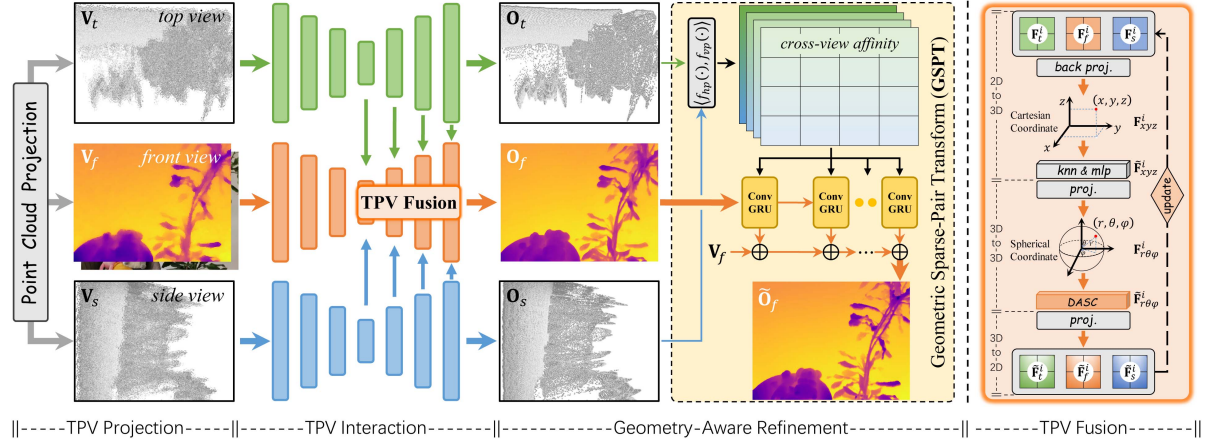 Point Cloud Projection
V_t
top view
V_f
front view
V_s
side view
TPV Fusion
O_t
O_f
O_s
⟨f_hp(·), f_vp(·)⟩
cross-view affinity
Conv GRU
Conv GRU
Conv GRU
V_f
Õ_f
Geometric Sparse-Pair Transform (GSPT)
2D to 3D
3D to 3D
3D to 2D
F_t^i
F_f^i
F_s^i
back proj.
Cartesian Coordinate
z
(x, y, z)
y
x
F_xyz^i
knn & mlp
F̃_xyz^i
proj.
update
Spherical Coordinate
(r, θ, φ)
F_rθφ^i
DASC
F̃_rθφ^i
proj.
F̃_t^i
F̃_f^i
F̃_s^i
TPV Projection
TPV Interaction
Geometry-Aware Refinement
TPV Fusion